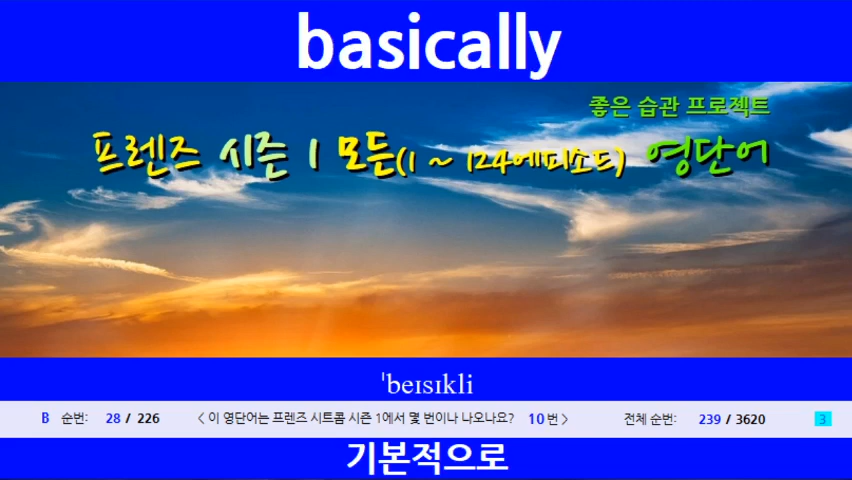 basically
좋은 습관 프로젝트
프렌즈 시즌 1 모든(1 ~ 124에피소드) 영단어
ˈbeɪsɪkli
B 순번: 28 / 226 < 이 영단어는 프렌즈 시트콤 시즌 1에서 몇 번이나 나오나요? 10 번 > 전체 순번: 239 / 3620 3
기본적으로